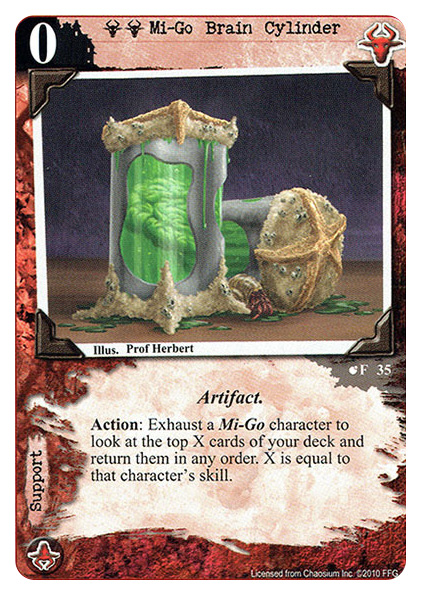 0
Mi-Go Brain Cylinder
Illus. Prof Herbert
F 35
Artifact.
Action: Exhaust a Mi-Go character to
look at the top X cards of your deck and
return them in any order. X is equal to
that character's skill.
Support
Licensed from Chaosium Inc. ©2010 FFG